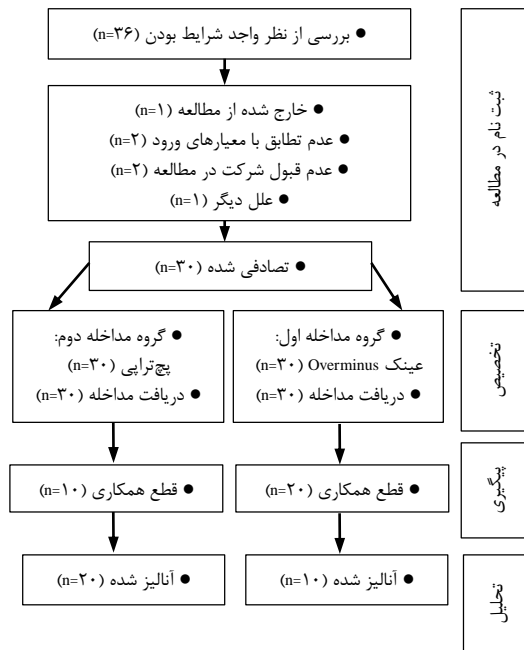 ● بررسی از نظر واجد شرایط بودن (n=۳۶)
ثبت نام در مطالعه
● خارج شده از مطالعه (n=۱)
● عدم تطابق با معیارهای ورود (n=۲)
● عدم قبول شرکت در مطالعه (n=۲)
● علل دیگر (n=۱)
● تصادفی شده (n=۳۰)
تخصیص
● گروه مداخله اول:
عینک Overminus (n=۳۰)
● دریافت مداخله (n=۳۰)
● گروه مداخله دوم:
پچ‌تراپی (n=۳۰)
● دریافت مداخله (n=۳۰)
پیگیری
● قطع همکاری (n=۲۰)
● قطع همکاری (n=۱۰)
تحلیل
● آنالیز شده (n=۱۰)
● آنالیز شده (n=۲۰)